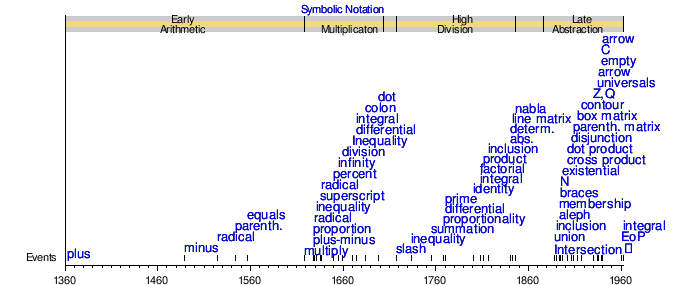 Symbolic Notation
Early High Late
Arithmetic Multiplicaton Division Abstraction
arrow
C
empty
arrow
universals
Z,Q
dot
contour
colon nabla
box matrix
integral line matrix
parenth. matrix
differential determ.
disjunction
Inequality abs.
dot product
division inclusion
cross product
infinity product
existential
percent factorial
N
radical integral
braces
superscript identity
membership
inequality prime
aleph
equals radical differential
inclusion integral
parenth. proportion proportionality
union EoP
radical plus-minus summation
Intersection
minus multiply inequality
plus slash
Events
1360 1460 1560 1660 1760 1860 1960